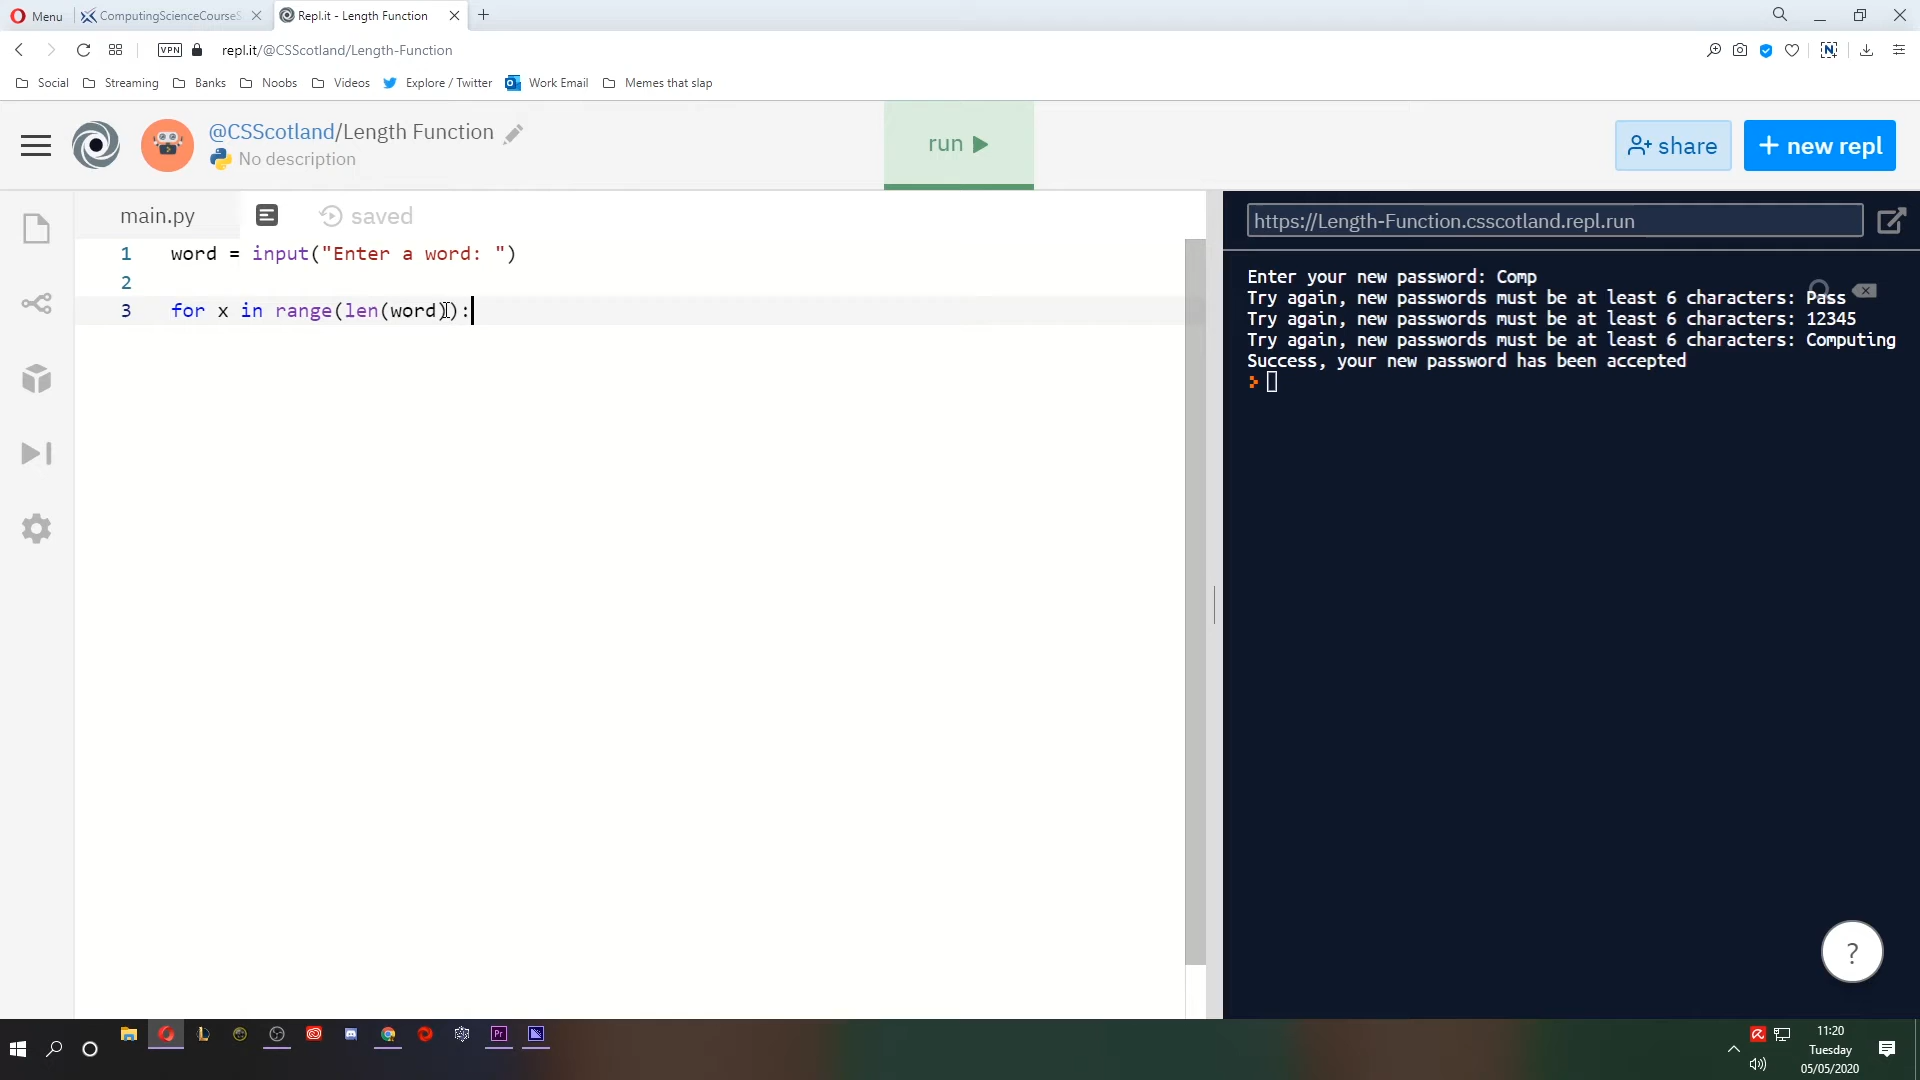 Menu
ComputingScienceCourseS
Repl.it - Length Function
VPN
repl.it/@CSScotland/Length-Function
Social
Streaming
Banks
Noobs
Videos
Explore / Twitter
Work Email
Memes that slap
@CSScotland/Length Function
No description
run
share
+ new repl
main.py
saved
1 word = input("Enter a word: ")
2
3 for x in range(len(word)):
https://Length-Function.csscotland.repl.run
Enter your new password: Comp
Try again, new passwords must be at least 6 characters: Pass
Try again, new passwords must be at least 6 characters: 12345
Try again, new passwords must be at least 6 characters: Computing
Success, your new password has been accepted
?
Pr
11:20
Tuesday
05/05/2020